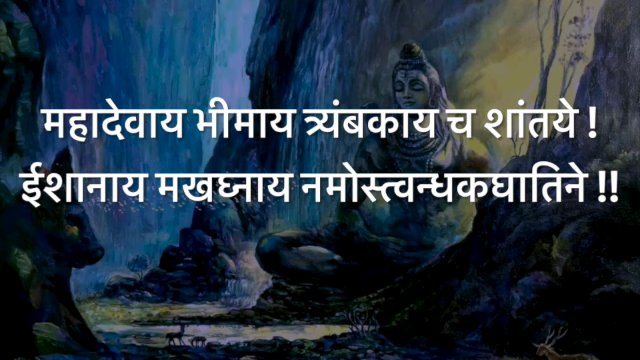 महादेवाय भीमाय त्र्यंबकाय च शांतये !
ईशानाय मखघ्नाय नमोस्त्वन्धकघातिने !!